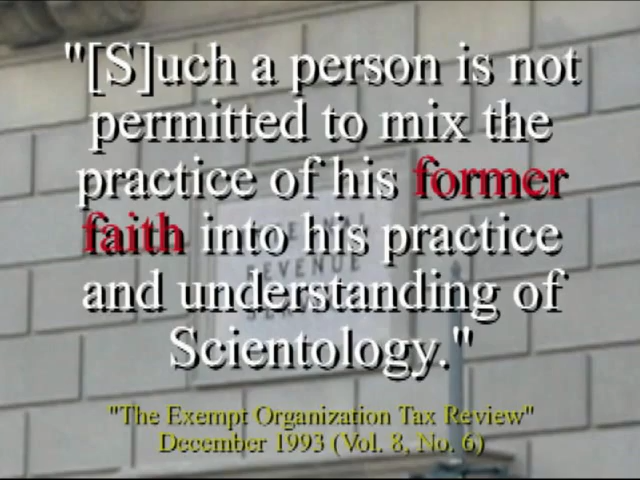 "[S]uch a person is not
permitted to mix the
practice of his former
faith into his practice
and understanding of
Scientology."
"The Exempt Organization Tax Review"
December 1993 (Vol. 8, No. 6)
REVENUE